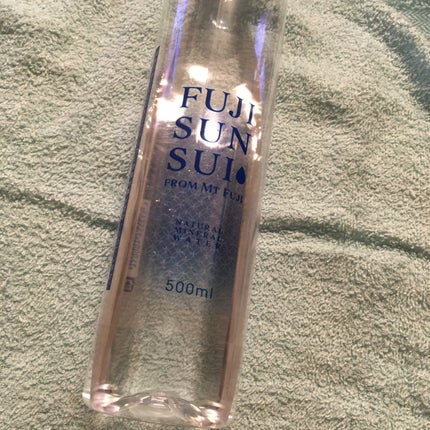 FUJI
SUN
SUI
FROM MT FUJI
NATURAL
MINERAL
WATER
500ml